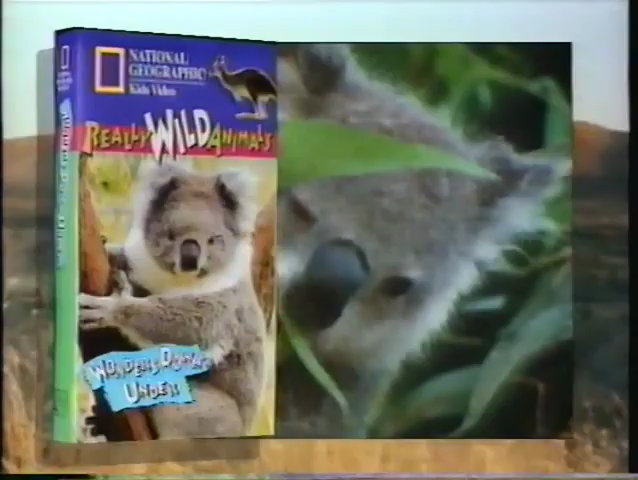 NATIONAL
GEOGRAPHIC
Kids Video
REALLY WILD ANIMALS
WONDERS DOWN
UNDER